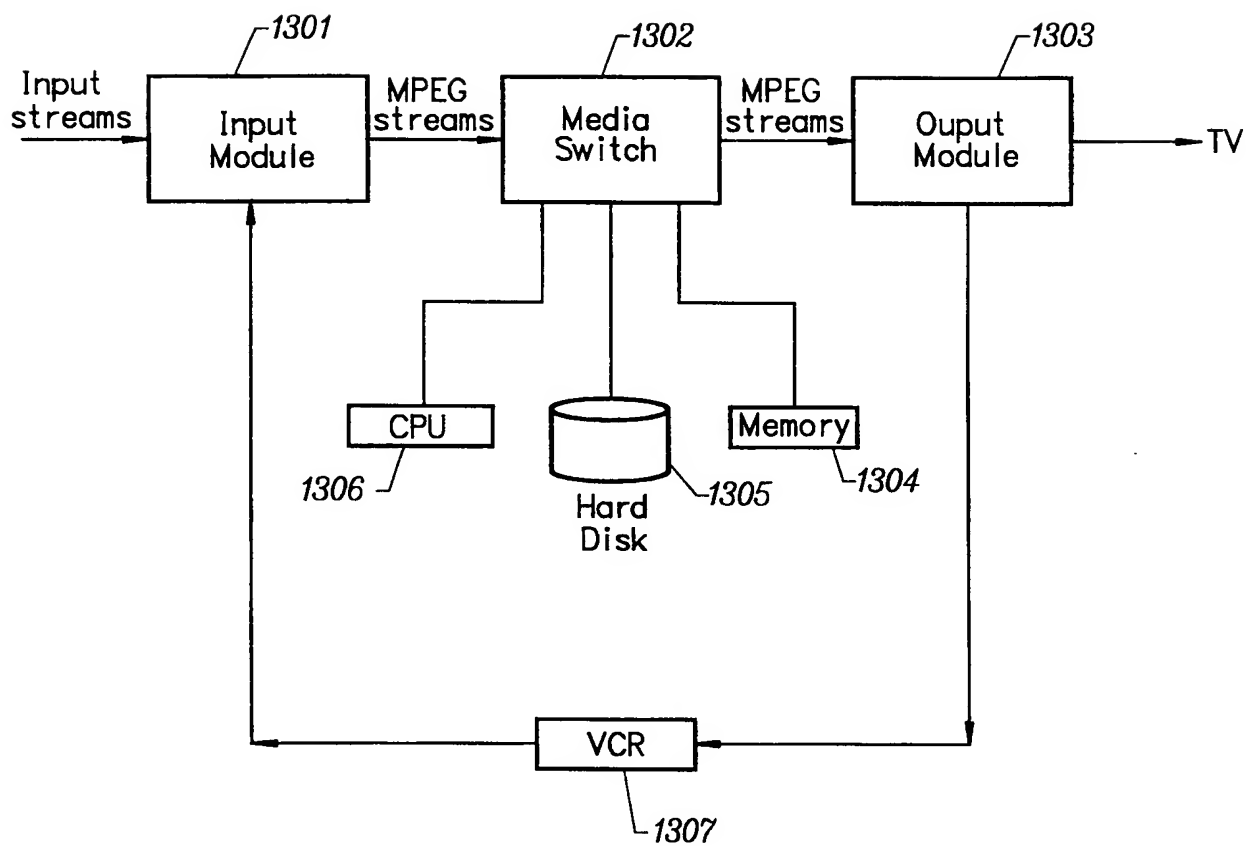 1301
1302
1303
Input
streams
Input
Module
MPEG
streams
Media
Switch
MPEG
streams
Ouput
Module
TV
CPU
1306
Hard
Disk
1305
Memory
1304
VCR
1307